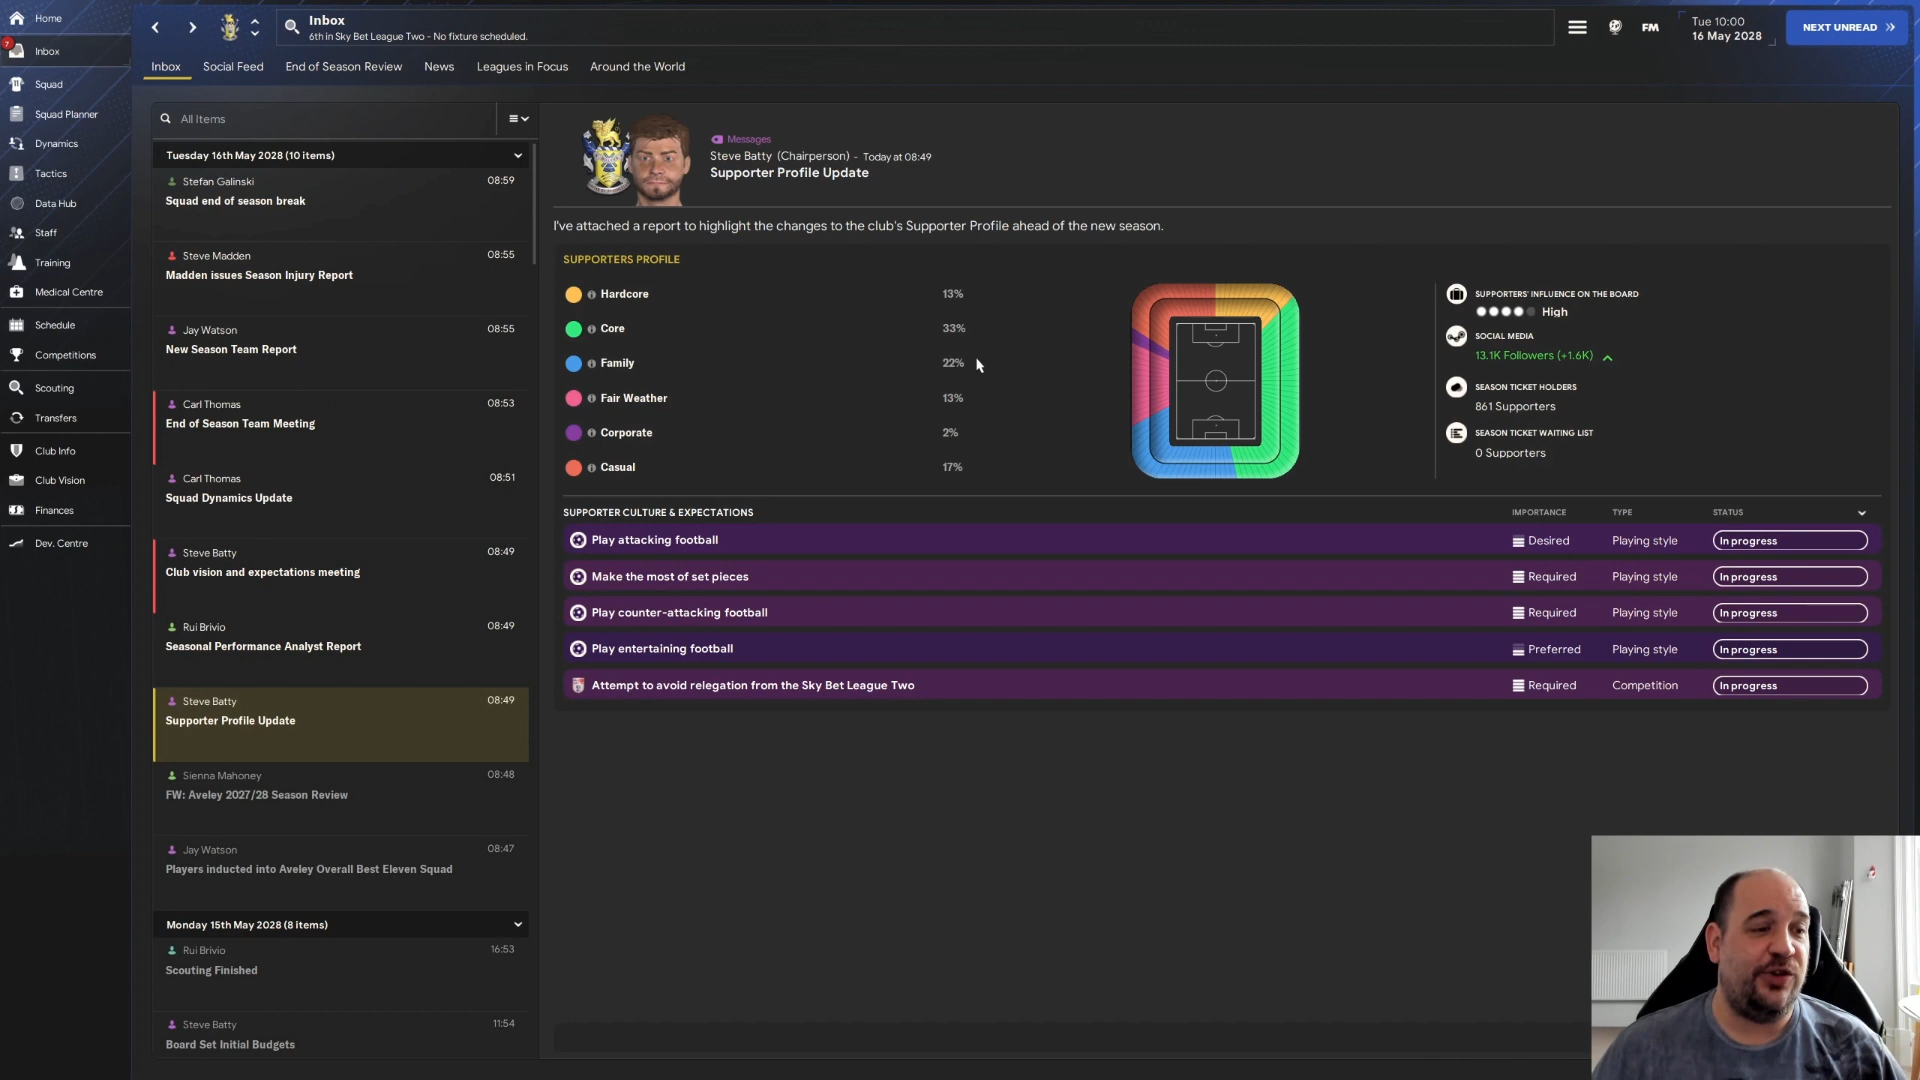 Home
7
Inbox
Squad
Squad Planner
Dynamics
Tactics
Data Hub
Staff
Training
Medical Centre
Schedule
Competitions
Scouting
Transfers
Club Info
Club Vision
Finances
Dev. Centre
Inbox
6th in Sky Bet League Two - No fixture scheduled.
FM
Tue 10:00
16 May 2028
NEXT UNREAD
Inbox
Social Feed
End of Season Review
News
Leagues in Focus
Around the World
All Items
Tuesday 16th May 2028 (10 items)
Stefan Galinski 08:59
Squad end of season break
Steve Madden 08:55
Madden issues Season Injury Report
Jay Watson 08:55
New Season Team Report
Carl Thomas 08:53
End of Season Team Meeting
Carl Thomas 08:51
Squad Dynamics Update
Steve Batty 08:49
Club vision and expectations meeting
Rui Brivio 08:49
Seasonal Performance Analyst Report
Steve Batty 08:49
Supporter Profile Update
Sienna Mahoney 08:48
FW: Aveley 2027/28 Season Review
Jay Watson 08:47
Players inducted into Aveley Overall Best Eleven Squad
Monday 15th May 2028 (8 items)
Rui Brivio 16:53
Scouting Finished
Steve Batty 11:54
Board Set Initial Budgets
Messages
Steve Batty (Chairperson) - Today at 08:49
Supporter Profile Update
I've attached a report to highlight the changes to the club's Supporter Profile ahead of the new season.
SUPPORTERS PROFILE
Hardcore 13%
Core 33%
Family 22%
Fair Weather 13%
Corporate 2%
Casual 17%
SUPPORTERS' INFLUENCE ON THE BOARD
High
SOCIAL MEDIA
13.1K Followers (+1.6K)
SEASON TICKET HOLDERS
861 Supporters
SEASON TICKET WAITING LIST
0 Supporters
SUPPORTER CULTURE & EXPECTATIONS IMPORTANCE TYPE STATUS
Play attacking football Desired Playing style In progress
Make the most of set pieces Required Playing style In progress
Play counter-attacking football Required Playing style In progress
Play entertaining football Preferred Playing style In progress
Attempt to avoid relegation from the Sky Bet League Two Required Competition In progress